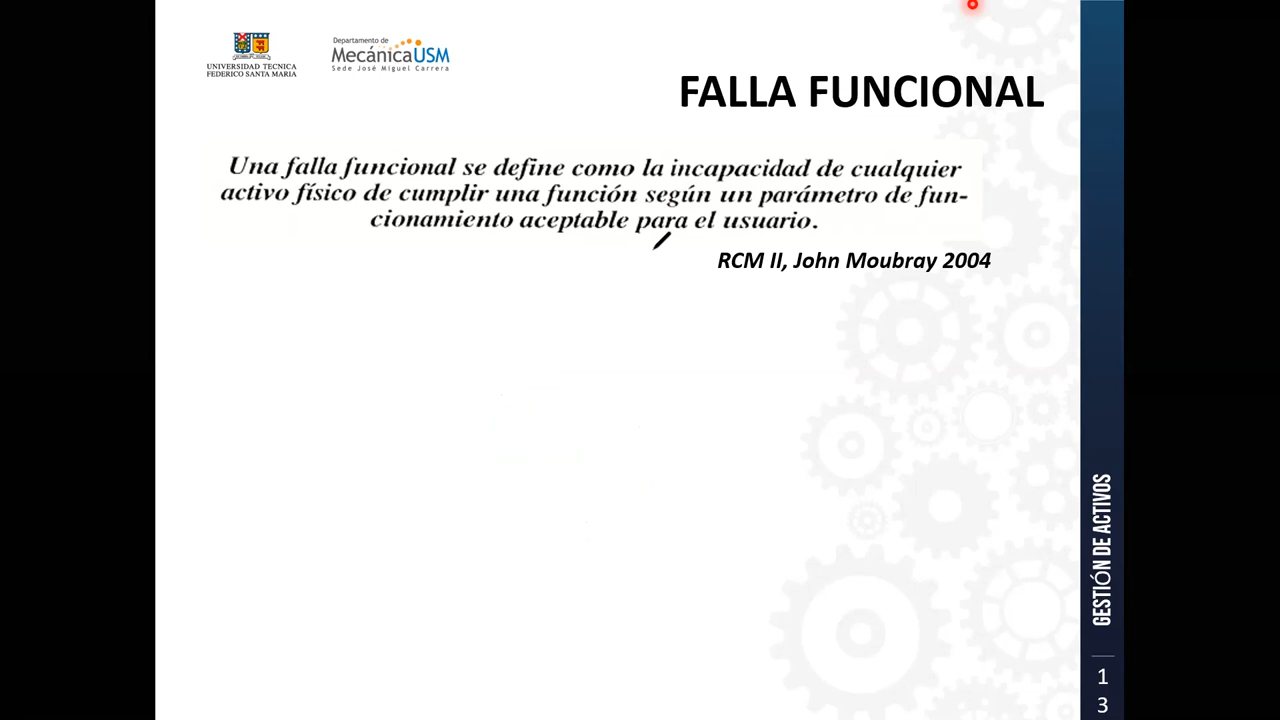 UNIVERSIDAD TECNICA
FEDERICO SANTA MARIA
Departamento de
MecánicaUSM
Sede José Miguel Carrera
FALLA FUNCIONAL
Una falla funcional se define como la incapacidad de cualquier
activo físico de cumplir una función según un parámetro de fun-
cionamiento aceptable para el usuario.
RCM II, John Moubray 2004
GESTIÓN DE ACTIVOS
1
3